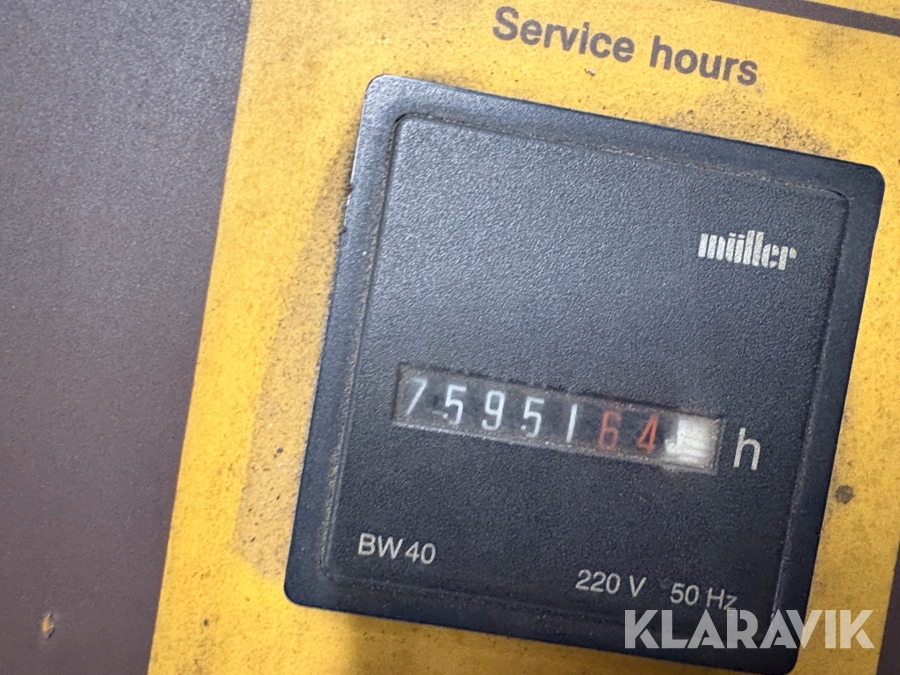 Service hours
müller
7595164 h
BW40
220 V 50 Hz
KLARAVIK